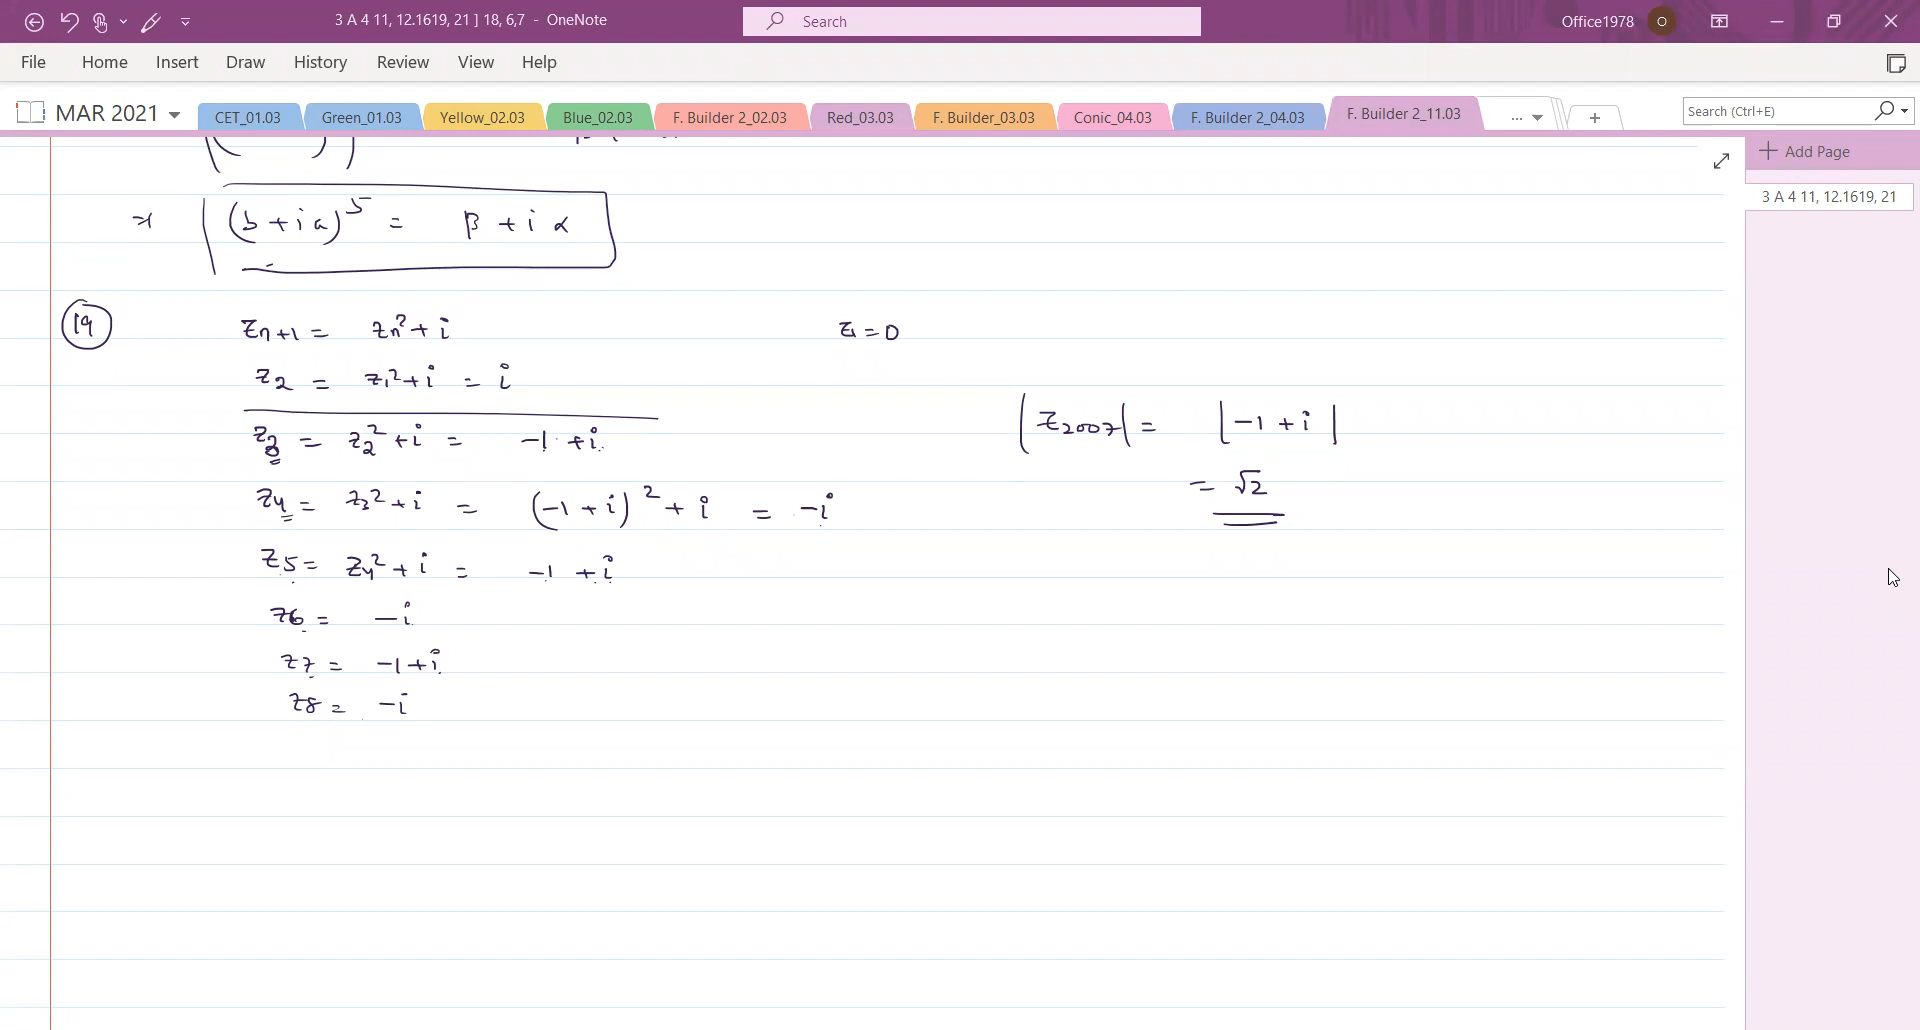 3 A 4 11, 12.1619, 21 ] 18, 6,7 - OneNote
Search
Office1978
O
File Home Insert Draw History Review View Help
MAR 2021
CET_01.03 Green_01.03 Yellow_02.03 Blue_02.03 F. Builder 2_02.03 Red_03.03 F. Builder_03.03 Conic_04.03 F. Builder 2_04.03 F. Builder 2_11.03 ... +
Search (Ctrl+E)
+ Add Page
3 A 4 11, 12.1619, 21
⇒ (b + i a)^5 = β + i α
19
z_{n+1} = z_n^2 + i
z_1 = 0
z_2 = z_1^2 + i = i
z_3 = z_2^2 + i = -1 + i
z_4 = z_3^2 + i = (-1 + i)^2 + i = -i
z_5 = z_4^2 + i = -1 + i
z_6 = -i
z_7 = -1 + i
z_8 = -i
|z_{2007}| = |-1 + i|
= √2